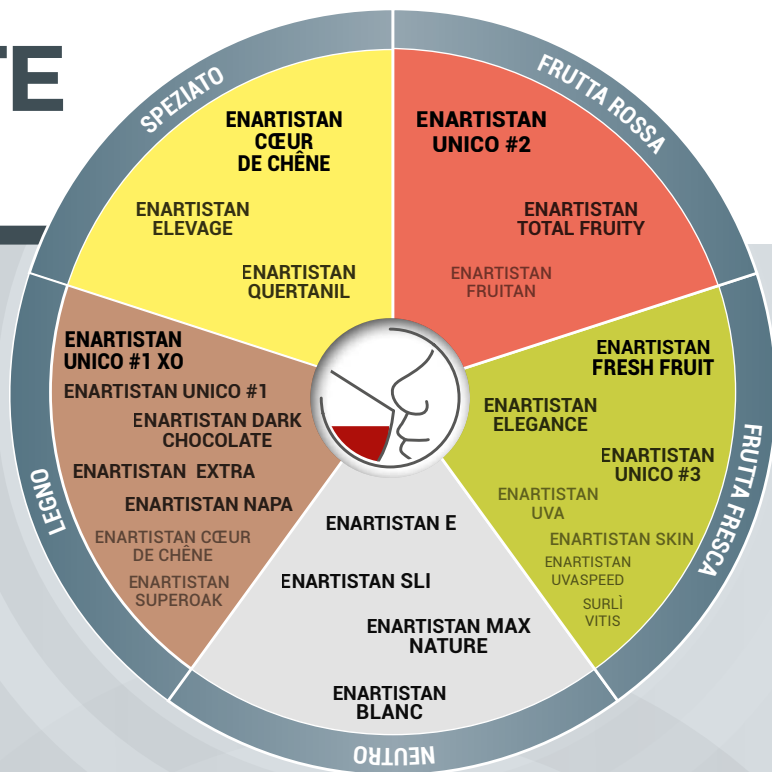 TE
SPEZIATO
ENARTISTAN
CŒUR
DE CHÊNE
ENARTISTAN
ELEVAGE
ENARTISTAN
QUERTANIL
FRUTTA ROSSA
ENARTISTAN
UNICO #2
ENARTISTAN
TOTAL FRUITY
ENARTISTAN
FRUITAN
FRUTTA FRESCA
ENARTISTAN
FRESH FRUIT
ENARTISTAN
ELEGANCE
ENARTISTAN
UNICO #3
ENARTISTAN
UVA
ENARTISTAN SKIN
ENARTISTAN
UVASPEED
SURLÌ
VITIS
NEUTRO
ENARTISTAN E
ENARTISTAN SLI
ENARTISTAN MAX
NATURE
ENARTISTAN
BLANC
LEGNO
ENARTISTAN
UNICO #1 XO
ENARTISTAN UNICO #1
ENARTISTAN DARK
CHOCOLATE
ENARTISTAN EXTRA
ENARTISTAN NAPA
ENARTISTAN CŒUR
DE CHÊNE
ENARTISTAN
SUPEROAK